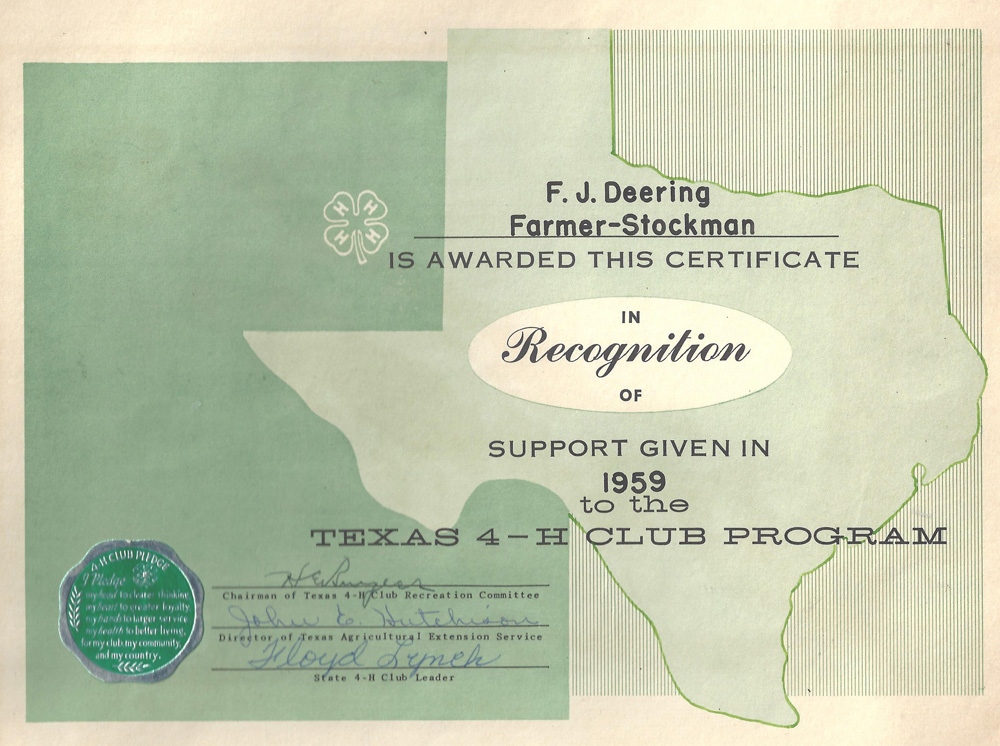 F. J. Deering
Farmer-Stockman
IS AWARDED THIS CERTIFICATE
IN
Recognition
OF
SUPPORT GIVEN IN
1959
to the
TEXAS 4-H CLUB PROGRAM
H H
H H
4-H CLUB PLEDGE
I Pledge
my head to clearer thinking,
my heart to greater loyalty,
my hands to larger service
my health to better living,
for my club, my community,
and my country.
H E Burgess
Chairman of Texas 4-H Club Recreation Committee
John E. Hutchison
Director of Texas Agricultural Extension Service
Floyd Lynch
State 4-H Club Leader